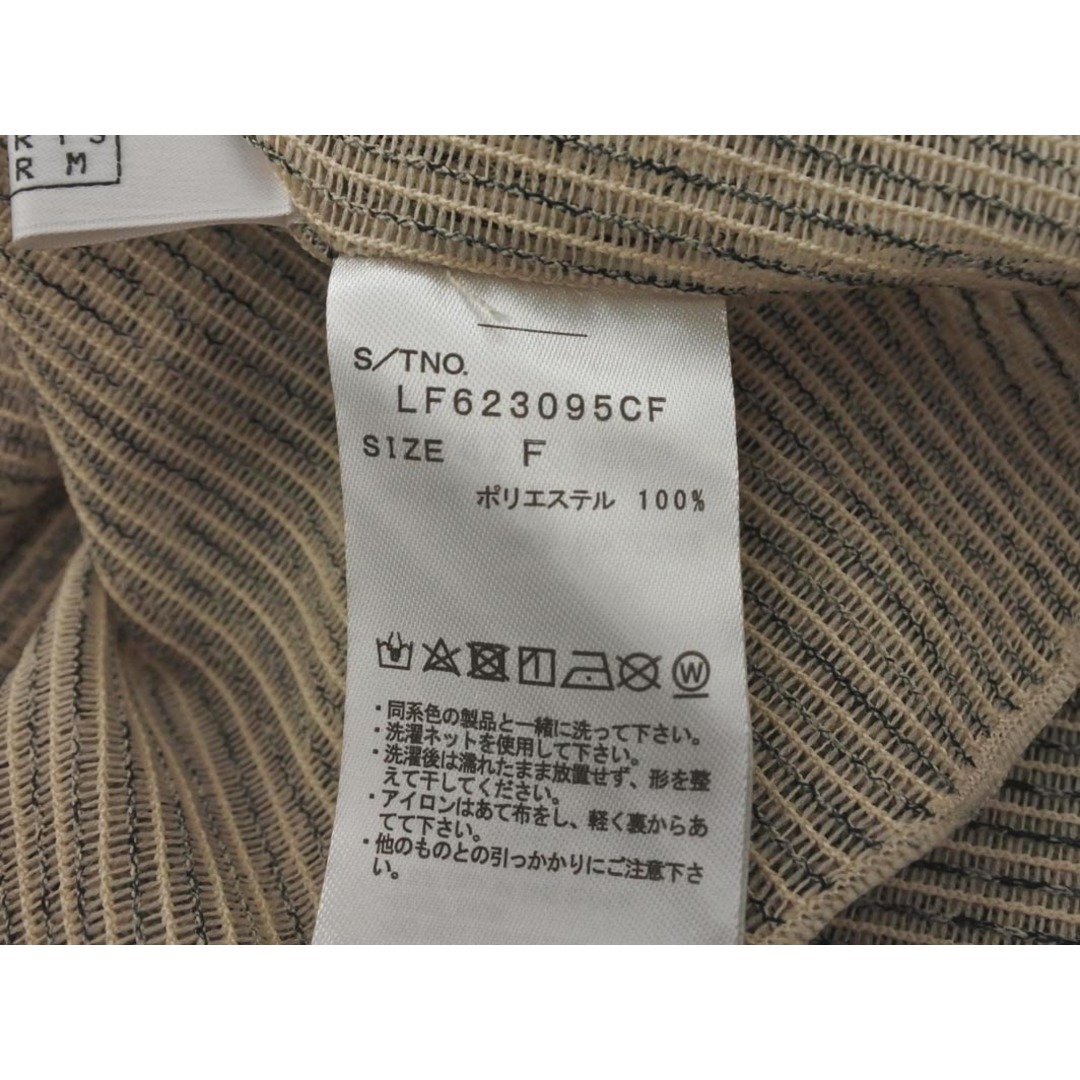 R M
S/TNO.
LF623095CF
SIZE F
ポリエステル 100%
W
・同系色の製品と一緒に洗って下さい。
・洗濯ネットを使用して下さい。
・洗濯後は濡れたまま放置せず、形を整
えて干してください。
・アイロンはあて布をし、軽く裏からあ
てて下さい。
・他のものとの引っかかりにご注意下さ
い。